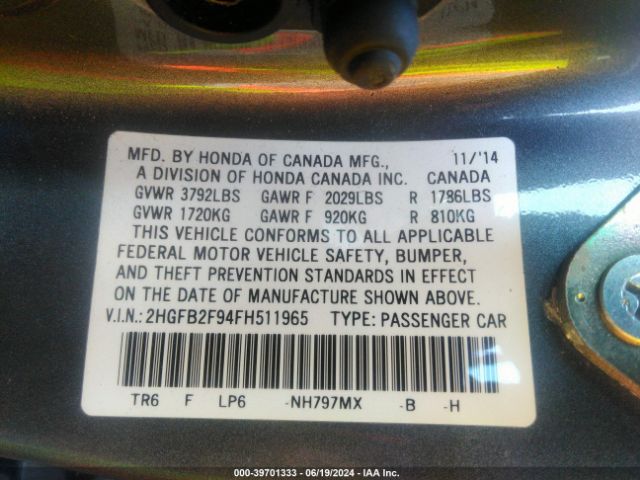 MFD. BY HONDA OF CANADA MFG., 11/'14
A DIVISION OF HONDA CANADA INC. CANADA
GVWR 3792LBS GAWR F 2029LBS R 1786LBS
GVWR 1720KG GAWR F 920KG R 810KG
THIS VEHICLE CONFORMS TO ALL APPLICABLE
FEDERAL MOTOR VEHICLE SAFETY, BUMPER,
AND THEFT PREVENTION STANDARDS IN EFFECT
ON THE DATE OF MANUFACTURE SHOWN ABOVE.
V.I.N.: 2HGFB2F94FH511965 TYPE: PASSENGER CAR
TR6 F LP6 -NH797MX -B -H
000-39701333 - 06/19/2024 - IAA Inc.